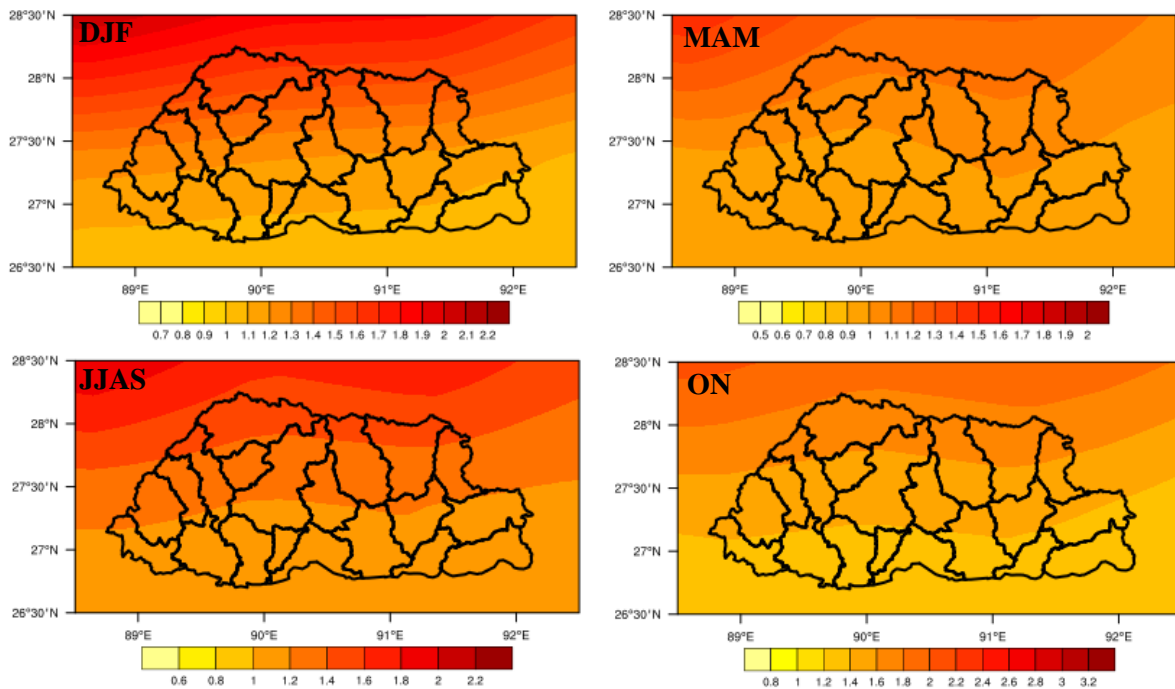 28°30'N DJF
28°N
27°30'N
27°N
26°30'N
89°E 90°E 91°E 92°E
0.7 0.8 0.9 1 1.1 1.2 1.3 1.4 1.5 1.6 1.7 1.8 1.9 2 2.1 2.2
28°30'N MAM
28°N
27°30'N
27°N
26°30'N
89°E 90°E 91°E 92°E
0.5 0.6 0.7 0.8 0.9 1 1.1 1.2 1.3 1.4 1.5 1.6 1.7 1.8 1.9 2
28°30'N JJAS
28°N
27°30'N
27°N
26°30'N
89°E 90°E 91°E 92°E
0.6 0.8 1 1.2 1.4 1.6 1.8 2 2.2
28°30'N ON
28°N
27°30'N
27°N
26°30'N
89°E 90°E 91°E 92°E
0.8 1 1.2 1.4 1.6 1.8 2 2.2 2.4 2.6 2.8 3 3.2